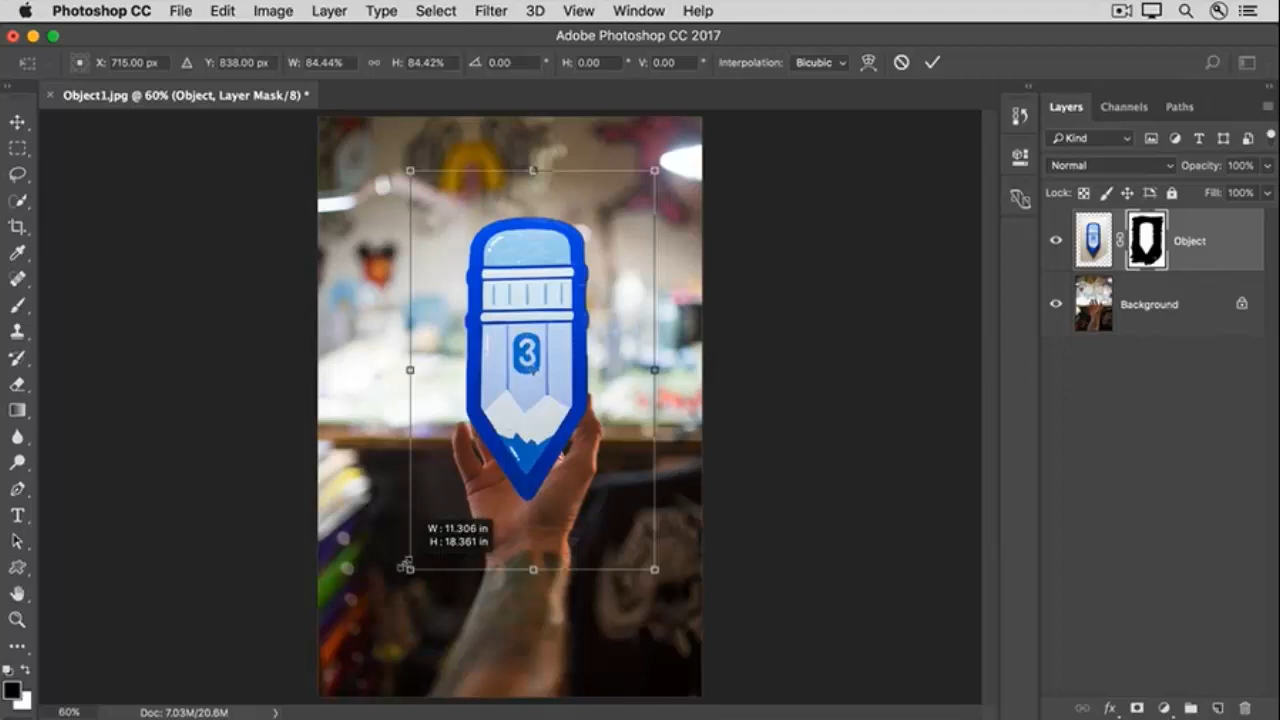 Photoshop CC File Edit Image Layer Type Select Filter 3D View Window Help
Adobe Photoshop CC 2017
X: 715.00 px Y: 838.00 px W: 84.44% H: 84.42% 0.00 ° H: 0.00 ° V: 0.00 ° Interpolation: Bicubic
Object1.jpg @ 60% (Object, Layer Mask/8) *
Layers Channels Paths
Kind
Normal Opacity: 100%
Lock: Fill: 100%
Object
Background
3
W : 11.306 in
H : 18.361 in
60% Doc: 7.03M/20.6M